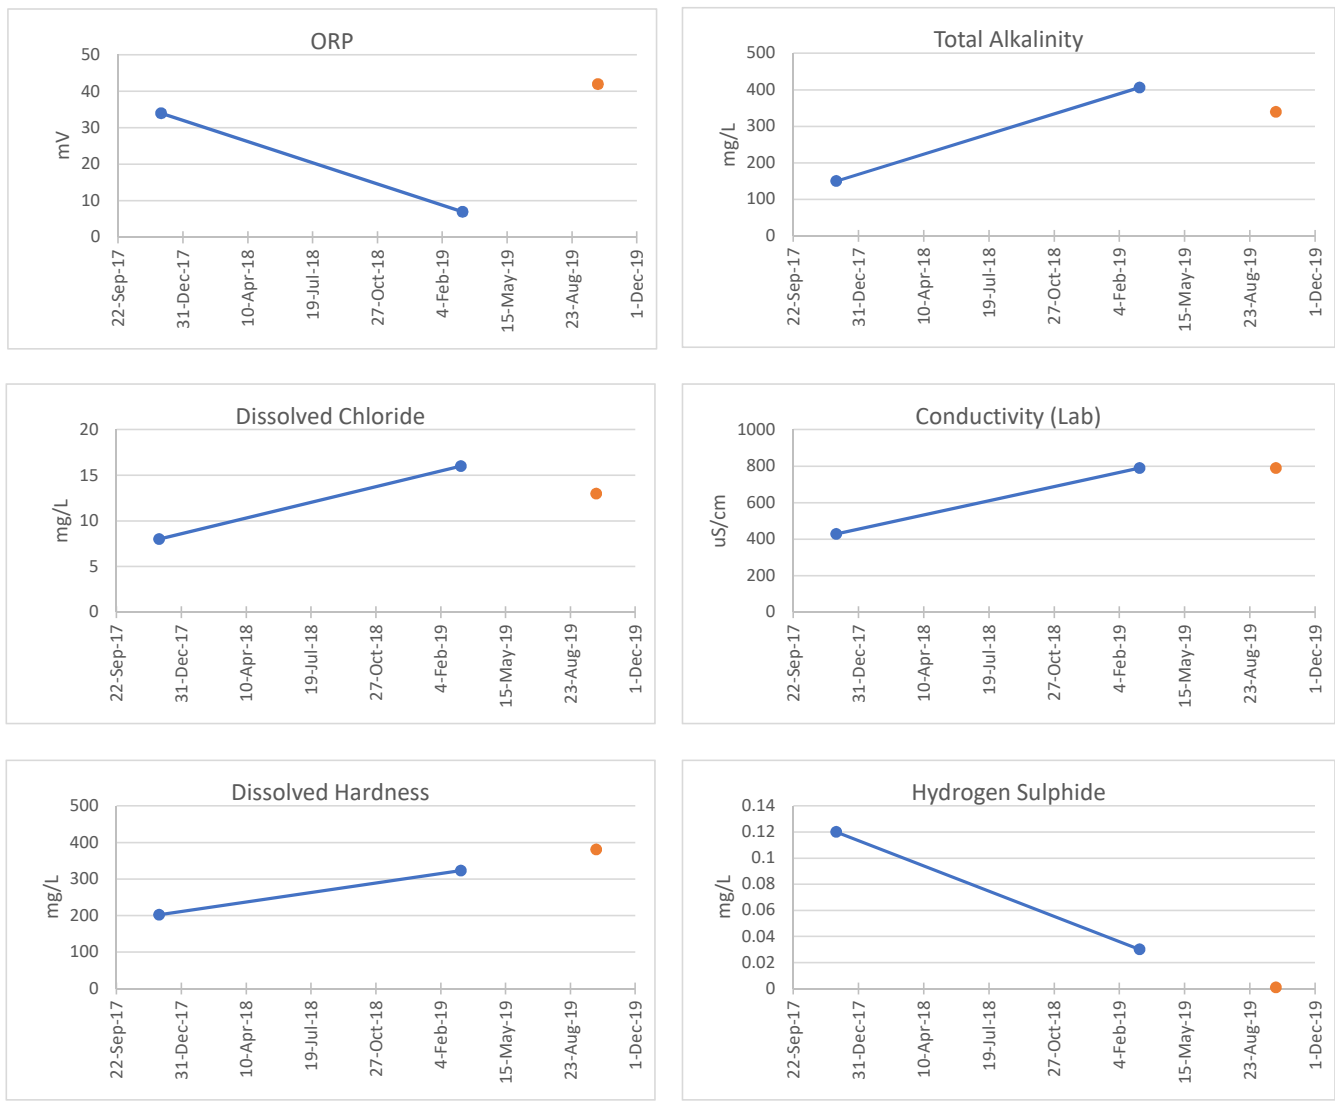 ORP
mV
50
40
30
20
10
0
22-Sep-17
31-Dec-17
10-Apr-18
19-Jul-18
27-Oct-18
4-Feb-19
15-May-19
23-Aug-19
1-Dec-19
Total Alkalinity
mg/L
500
400
300
200
100
0
22-Sep-17
31-Dec-17
10-Apr-18
19-Jul-18
27-Oct-18
4-Feb-19
15-May-19
23-Aug-19
1-Dec-19
Dissolved Chloride
mg/L
20
15
10
5
0
22-Sep-17
31-Dec-17
10-Apr-18
19-Jul-18
27-Oct-18
4-Feb-19
15-May-19
23-Aug-19
1-Dec-19
Conductivity (Lab)
uS/cm
1000
800
600
400
200
0
22-Sep-17
31-Dec-17
10-Apr-18
19-Jul-18
27-Oct-18
4-Feb-19
15-May-19
23-Aug-19
1-Dec-19
Dissolved Hardness
mg/L
500
400
300
200
100
0
22-Sep-17
31-Dec-17
10-Apr-18
19-Jul-18
27-Oct-18
4-Feb-19
15-May-19
23-Aug-19
1-Dec-19
Hydrogen Sulphide
mg/L
0.14
0.12
0.1
0.08
0.06
0.04
0.02
0
22-Sep-17
31-Dec-17
10-Apr-18
19-Jul-18
27-Oct-18
4-Feb-19
15-May-19
23-Aug-19
1-Dec-19